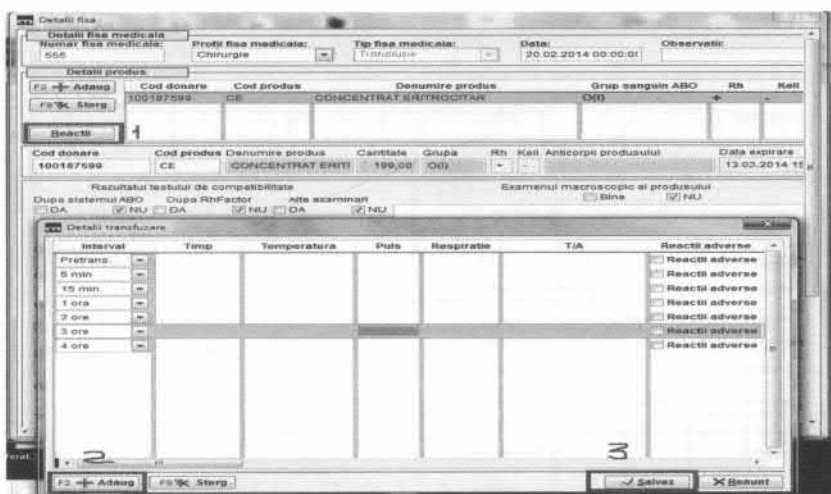 Detalii fisa
Detalii fisa medicala
Numar fisa medicala: Profil fisa medicala: Tip fisa medicala: Data: Observatii:
555 Chirurgie Transfuzie 20.02.2014 00:00:0(
Detalii produs
F2 Adaug Cod donare Cod produs Denumire produs Grup sanguin ABO Rh Kell
F8 Sterg 100187599 CE CONCENTRAT ERITROCITAR O(I) + -
Reactii 1
Cod donare Cod produs Denumire produs Cantitate Grupa Rh Kell Anticorpii produsului Data expirare
100187599 CE CONCENTRAT ERITI 199,00 O(I) + - 13.03.2014 15
Rezultatul testului de compatibilitate Examenul macroscopic al produsului
Dupa sistemul ABO Dupa RhFactor Alte examinari Bine NU
DA NU DA NU DA NU
Detalii transfuzare
Interval Timp Temperatura Puls Respiratie T/A Reactii adverse
Pretrans. Reactii adverse
5 min Reactii adverse
15 min Reactii adverse
1 ora Reactii adverse
2 ore Reactii adverse
3 ore Reactii adverse
4 ore Reactii adverse
2 3
F2 Adaug Sterg Salvez Renunt